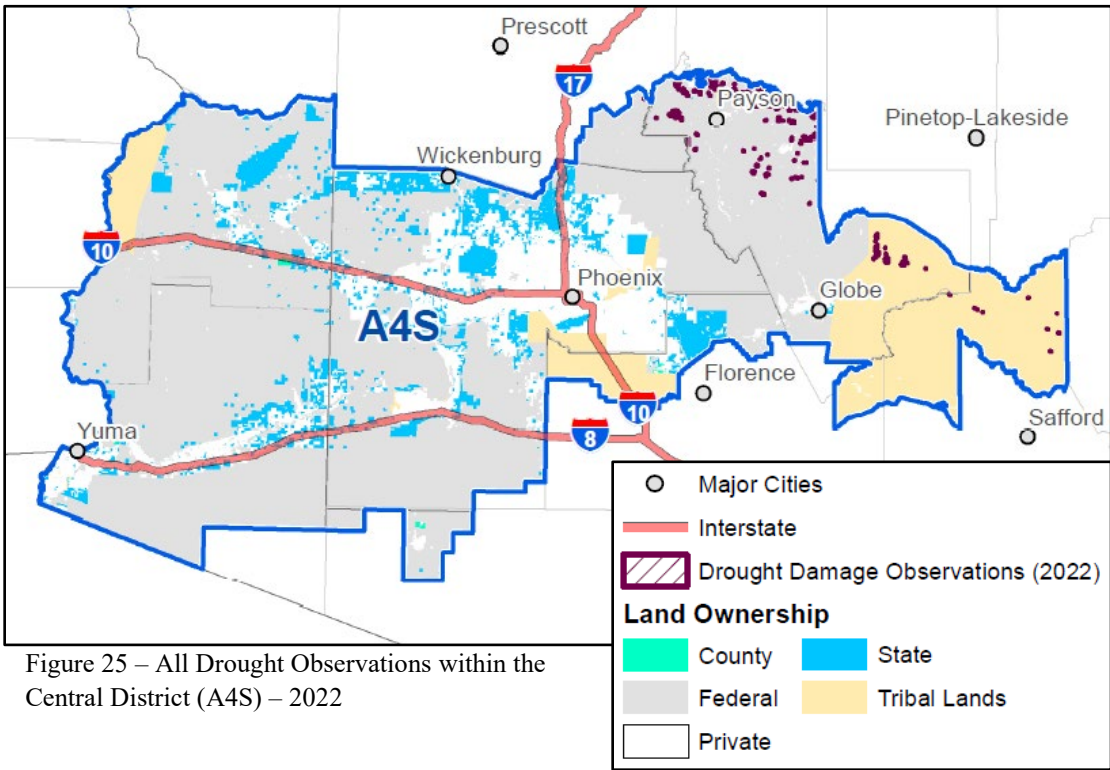 Prescott
17
Payson
Pinetop-Lakeside
Wickenburg
10
Phoenix
Globe
A4S
Florence
10
Safford
Yuma
8
Major Cities
Interstate
Drought Damage Observations (2022)
Land Ownership
County
State
Federal
Tribal Lands
Private
Figure 25 – All Drought Observations within the
Central District (A4S) – 2022